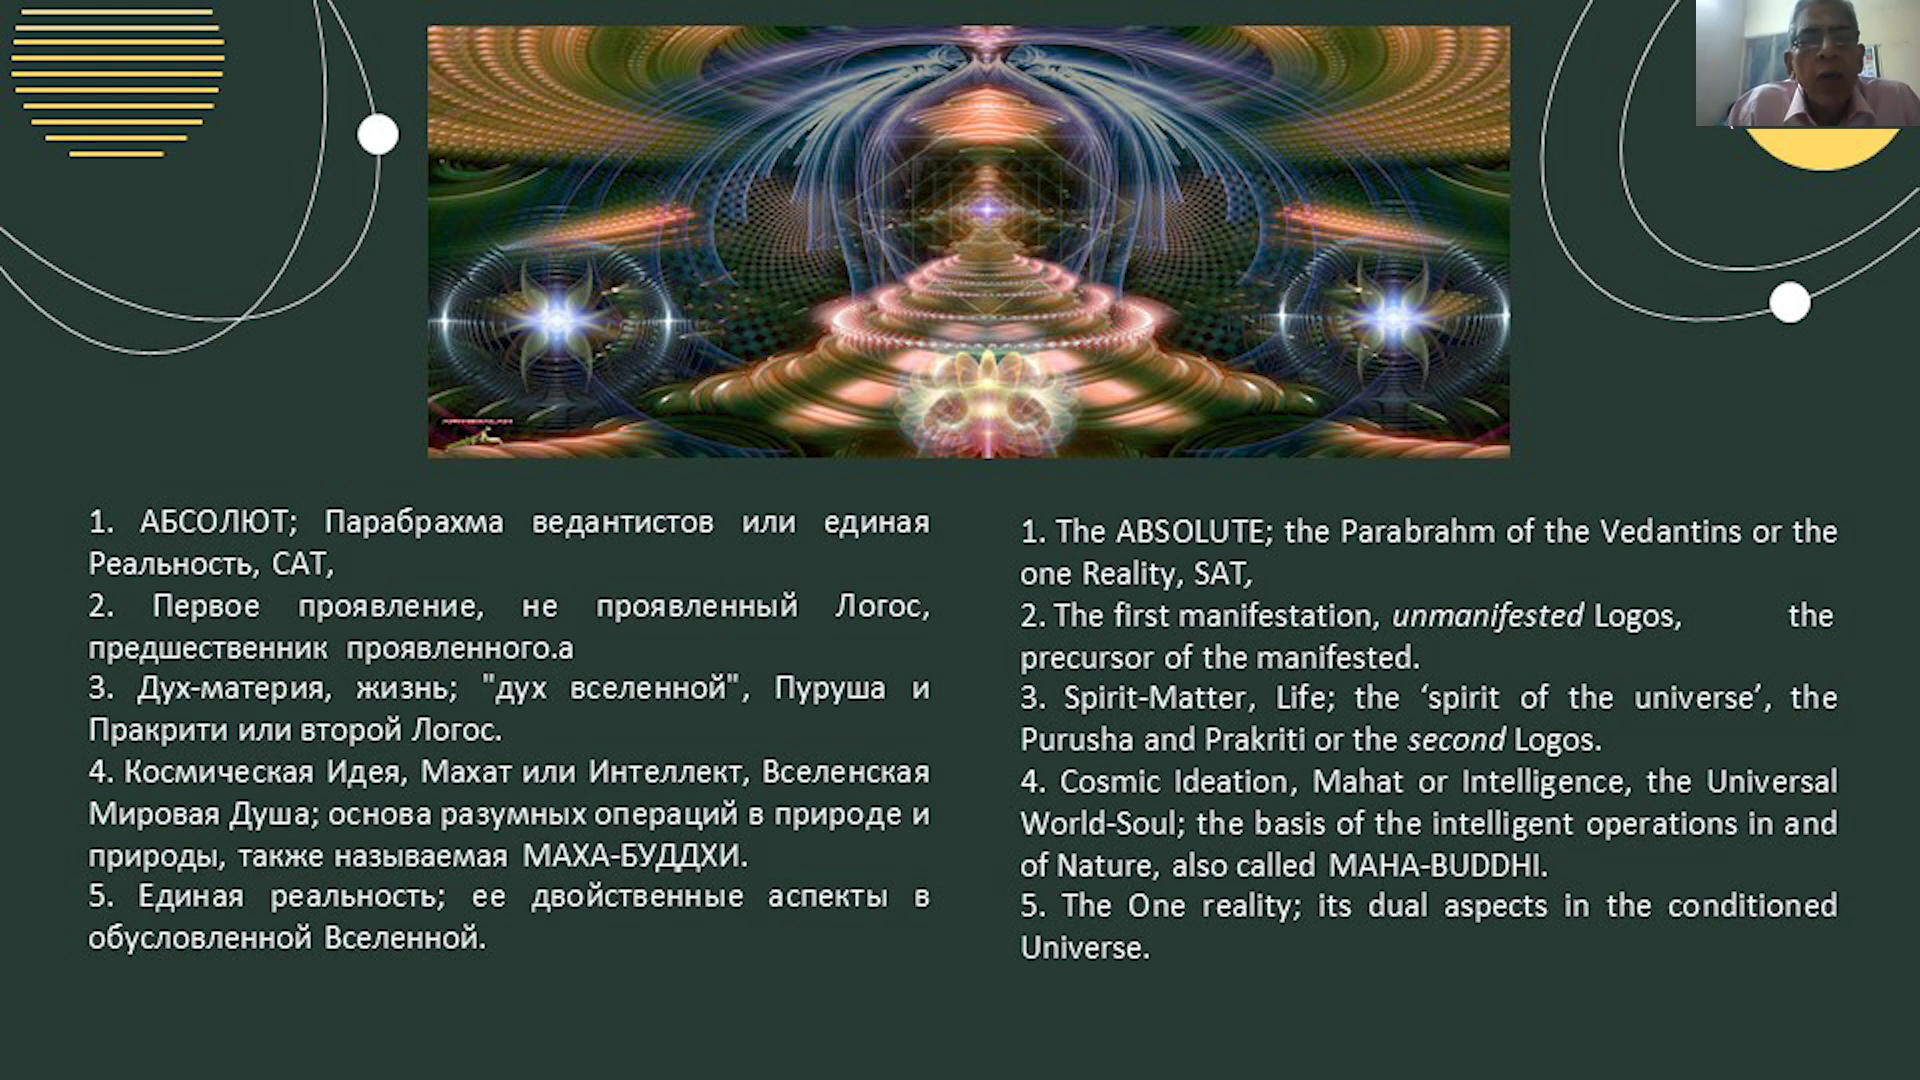 1. АБСОЛЮТ; Парабрахма ведантистов или единая
Реальность, САТ,
2. Первое проявление, не проявленный Логос,
предшественник проявленного.а
3. Дух-материя, жизнь; "дух вселенной", Пуруша и
Пракрити или второй Логос.
4. Космическая Идея, Махат или Интеллект, Вселенская
Мировая Душа; основа разумных операций в природе и
природы, также называемая МАХА-БУДДХИ.
5. Единая реальность; ее двойственные аспекты в
обусловленной Вселенной.
1. The ABSOLUTE; the Parabrahm of the Vedantins or the
one Reality, SAT,
2. The first manifestation, unmanifested Logos, the
precursor of the manifested.
3. Spirit-Matter, Life; the ‘spirit of the universe’, the
Purusha and Prakriti or the second Logos.
4. Cosmic Ideation, Mahat or Intelligence, the Universal
World-Soul; the basis of the intelligent operations in and
of Nature, also called MAHA-BUDDHI.
5. The One reality; its dual aspects in the conditioned
Universe.